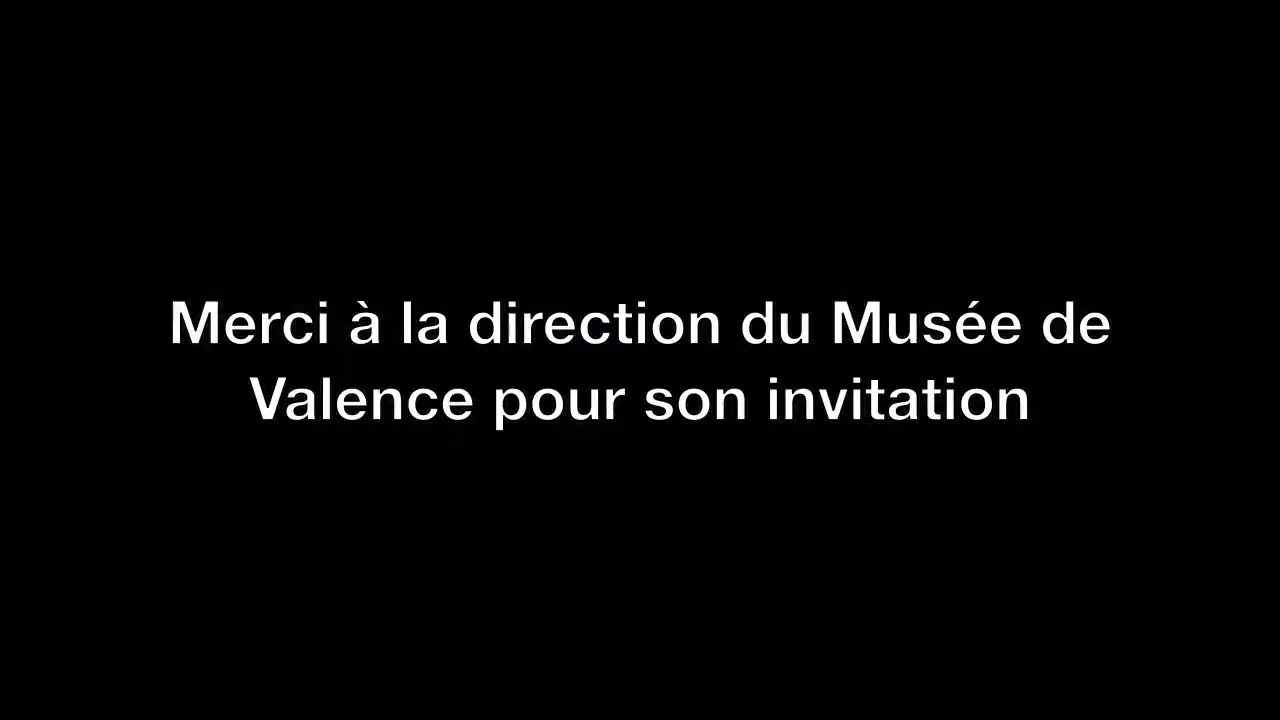 Merci à la direction du Musée de
Valence pour son invitation